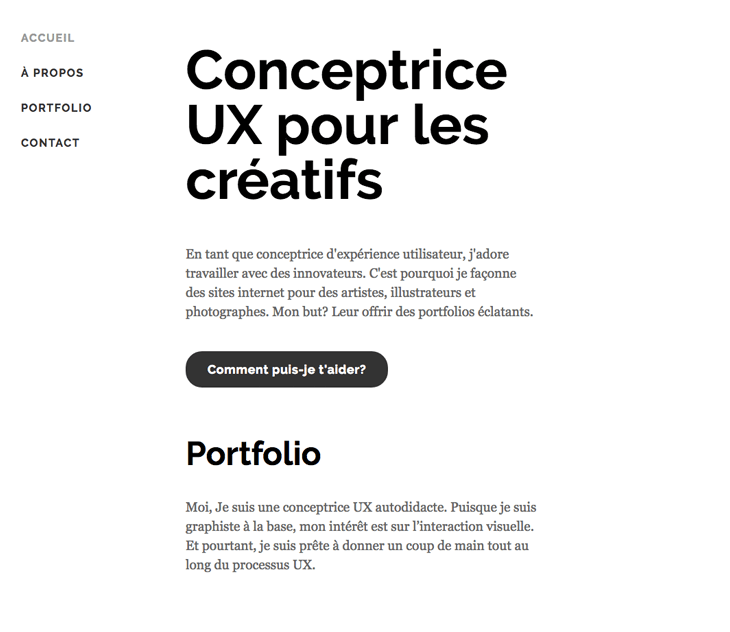 ACCUEIL
À PROPOS
PORTFOLIO
CONTACT
Conceptrice
UX pour les
créatifs
En tant que conceptrice d'expérience utilisateur, j'adore
travailler avec des innovateurs. C'est pourquoi je façonne
des sites internet pour des artistes, illustrateurs et
photographes. Mon but? Leur offrir des portfolios éclatants.
Comment puis-je t'aider?
Portfolio
Moi, Je suis une conceptrice UX autodidacte. Puisque je suis
graphiste à la base, mon intérêt est sur l’interaction visuelle.
Et pourtant, je suis prête à donner un coup de main tout au
long du processus UX.